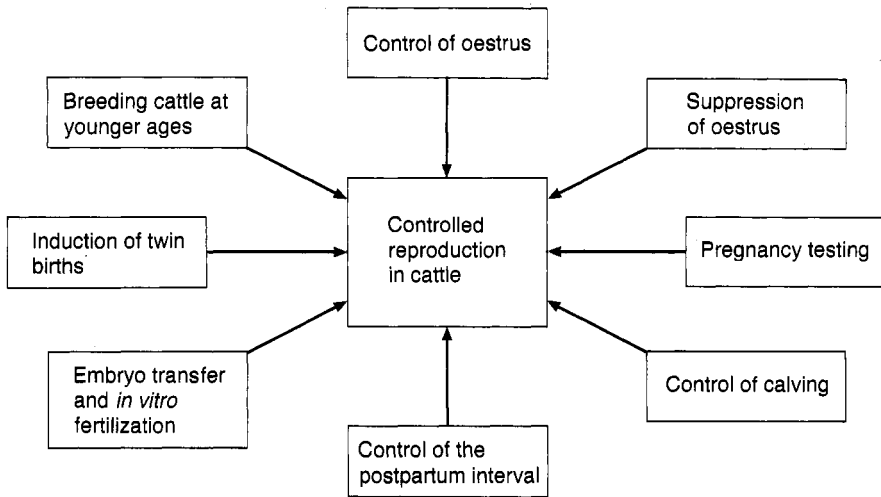 Control of oestrus
Breeding cattle at
younger ages
Suppression
of oestrus
Induction of twin
births
Controlled
reproduction
in cattle
Pregnancy testing
Embryo transfer
and in vitro
fertilization
Control of calving
Control of the
postpartum interval